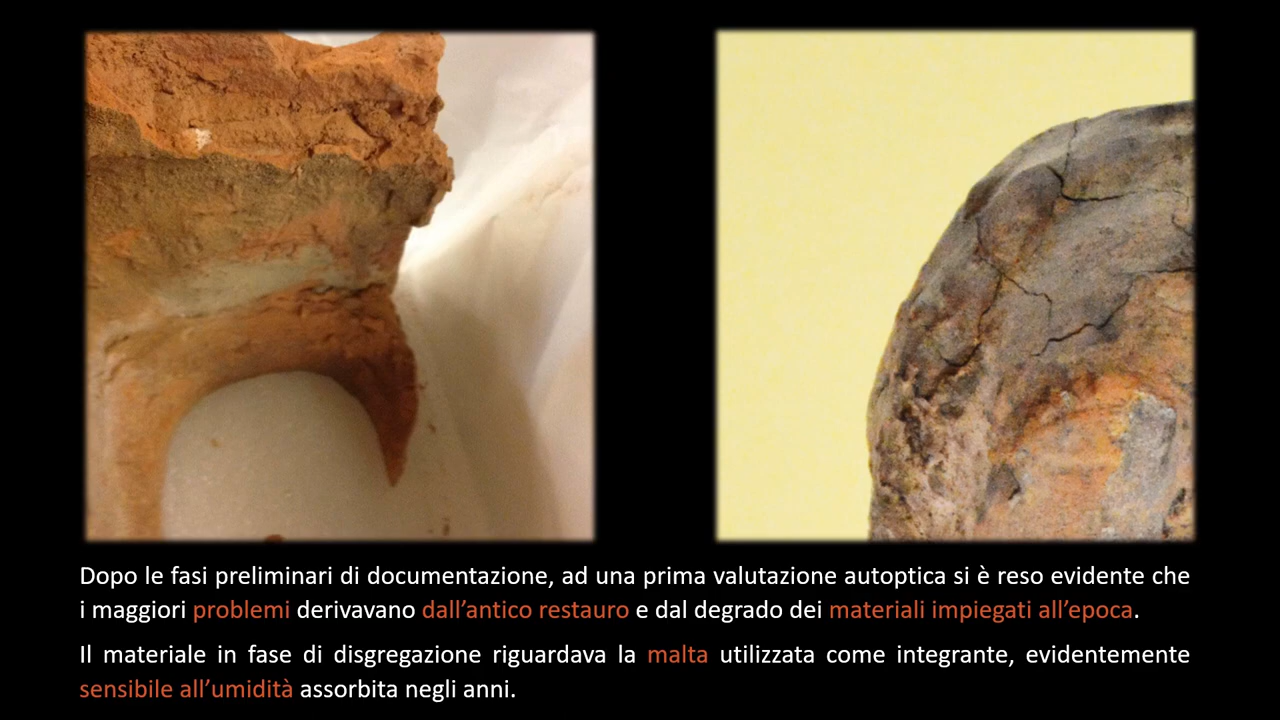 Dopo le fasi preliminari di documentazione, ad una prima valutazione autoptica si è reso evidente che
i maggiori problemi derivavano dall’antico restauro e dal degrado dei materiali impiegati all’epoca.
Il materiale in fase di disgregazione riguardava la malta utilizzata come integrante, evidentemente
sensibile all’umidità assorbita negli anni.